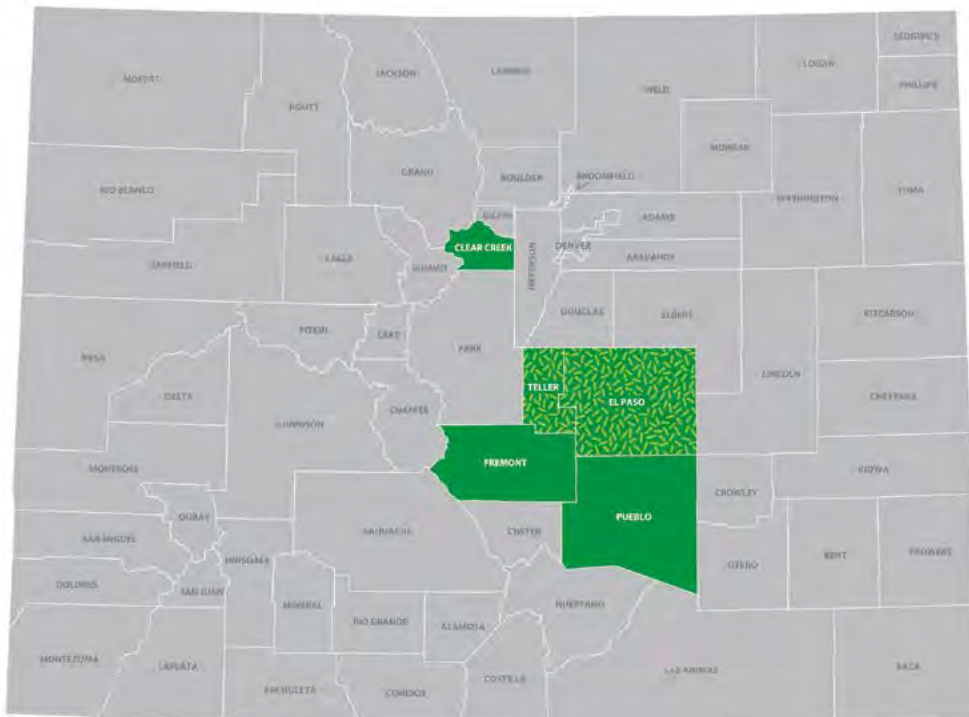 SEDGWICK
LOGAN
JACKSON
LARIMER
MOFFAT
PHILLIPS
WELD
ROUTT
MORGAN
GRAND
BOULDER
BROOMFIELD
RIO BLANCO
WASHINGTON
YUMA
GILPIN
ADAMS
CLEAR CREEK
DENVER
JEFFERSON
EAGLE
ARAPAHOE
GARFIELD
SUMMIT
DOUGLAS
ELBERT
KIT CARSON
PITKIN
LAKE
PARK
MESA
LINCOLN
TELLER
DELTA
CHEYENNE
EL PASO
CHAFFEE
GUNNISON
FREMONT
MONTROSE
KIOWA
CROWLEY
OURAY
PUEBLO
SAGUACHE
CUSTER
SAN MIGUEL
BENT
PROWERS
HINSDALE
OTERO
DOLORES
SAN JUAN
MINERAL
HUERFANO
RIO GRANDE
ALAMOSA
MONTEZUMA
LA PLATA
LAS ANIMAS
BACA
COSTILLA
ARCHULETA
CONEJOS